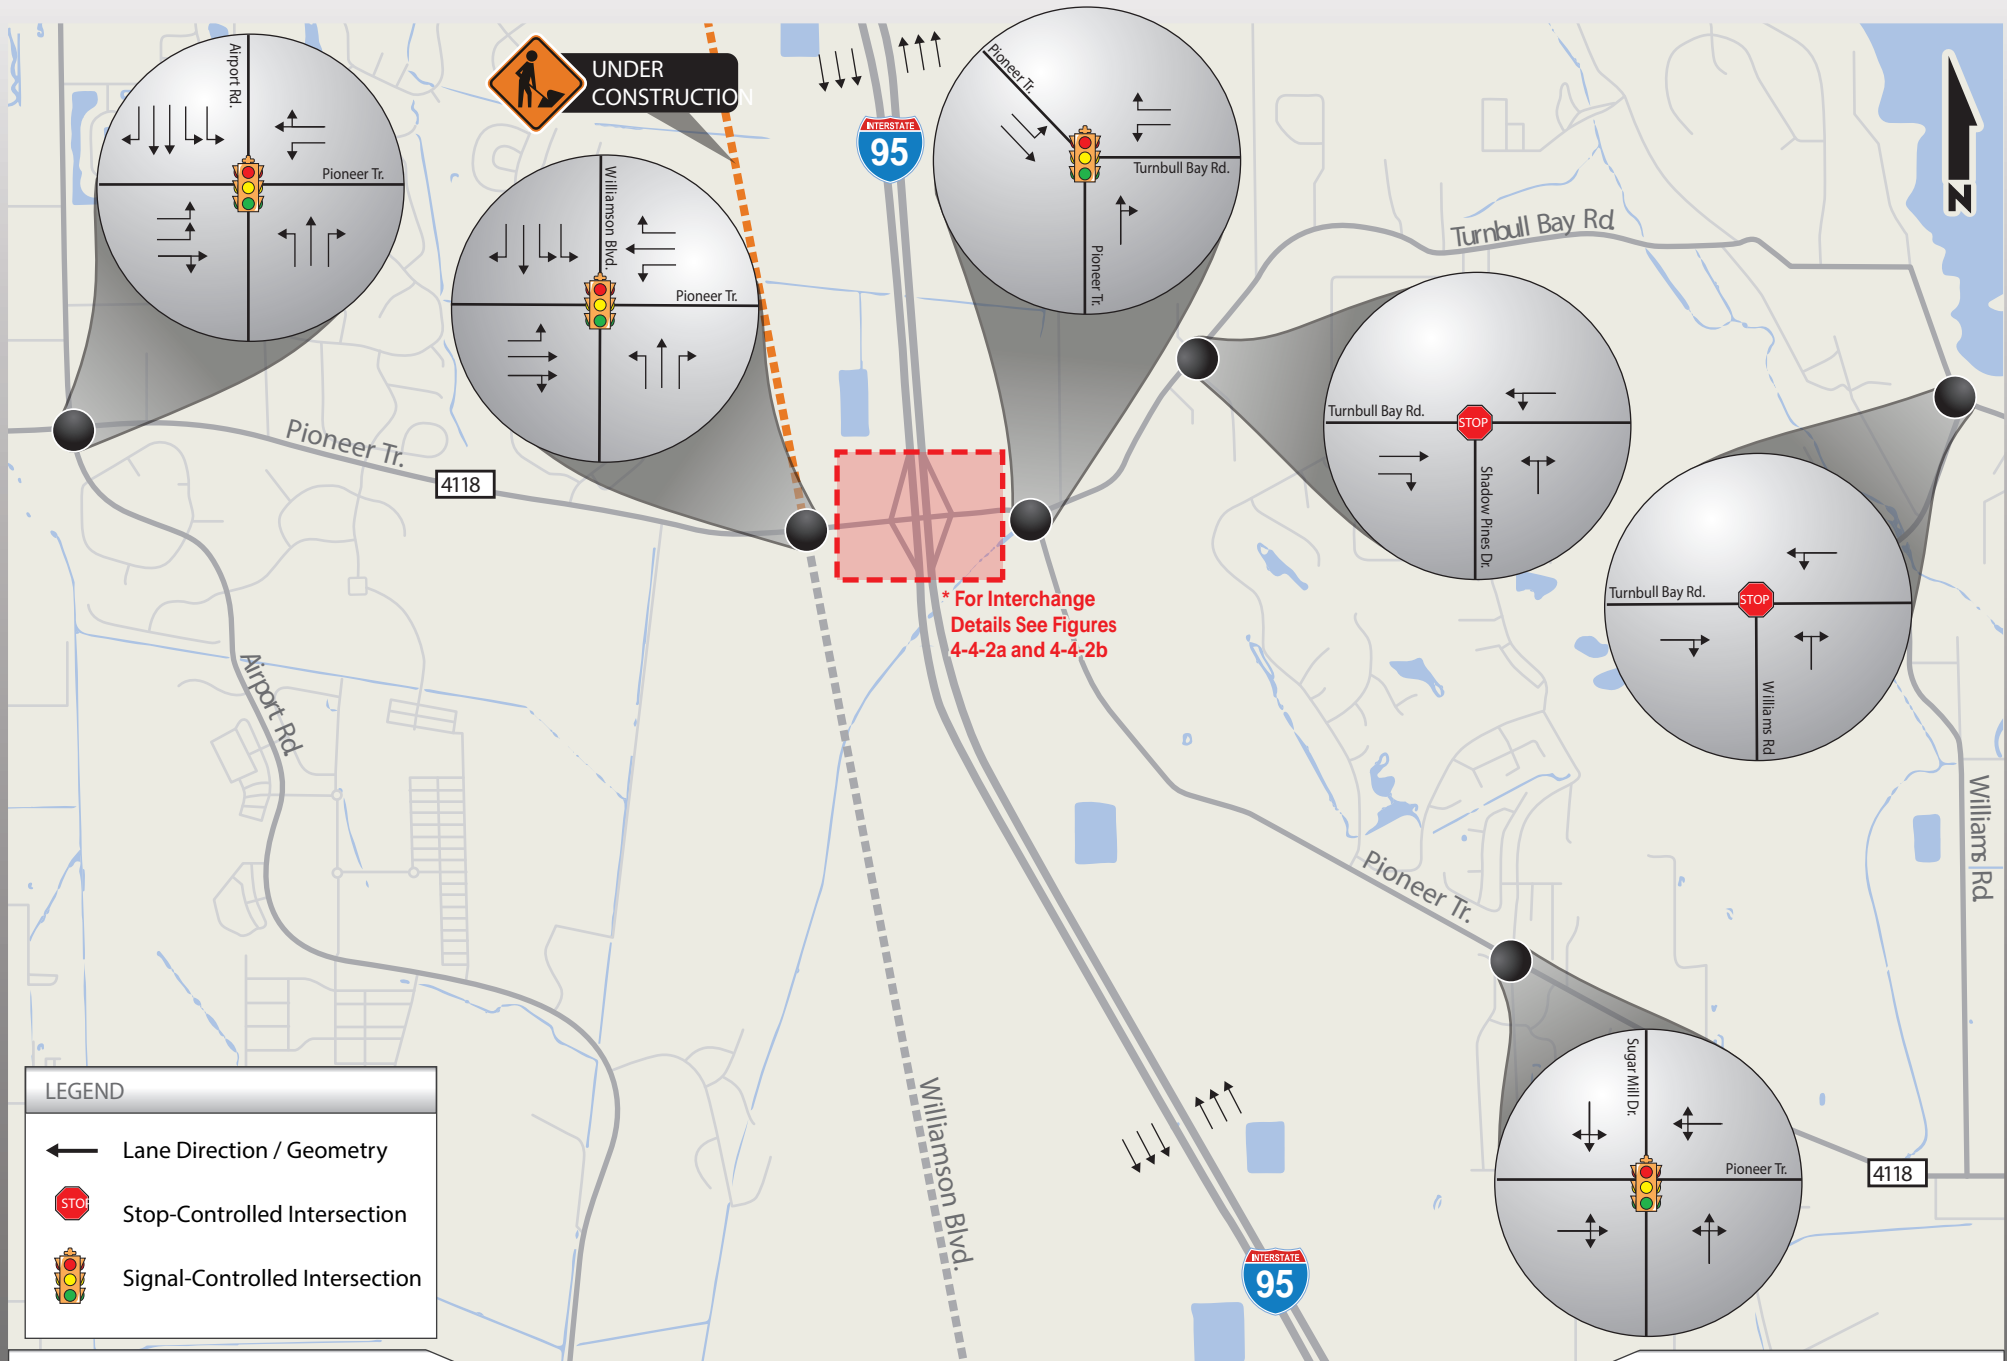 UNDER
CONSTRUCTION
Airport Rd.
Pioneer Tr.
Williamson Blvd.
Pioneer Tr.
INTERSTATE
95
Pioneer Tr.
Turnbull Bay Rd.
Pioneer Tr.
N
Turnbull Bay Rd.
Turnbull Bay Rd.
STOP
Shadow Pines Dr.
Turnbull Bay Rd.
STOP
Williams Rd
Pioneer Tr.
4118
* For Interchange
Details See Figures
4-4-2a and 4-4-2b
Airport Rd.
Williams Rd.
Pioneer Tr.
Williamson Blvd.
Sugar Mill Dr.
Pioneer Tr.
4118
INTERSTATE
95
LEGEND
Lane Direction / Geometry
STOP
Stop-Controlled Intersection
Signal-Controlled Intersection